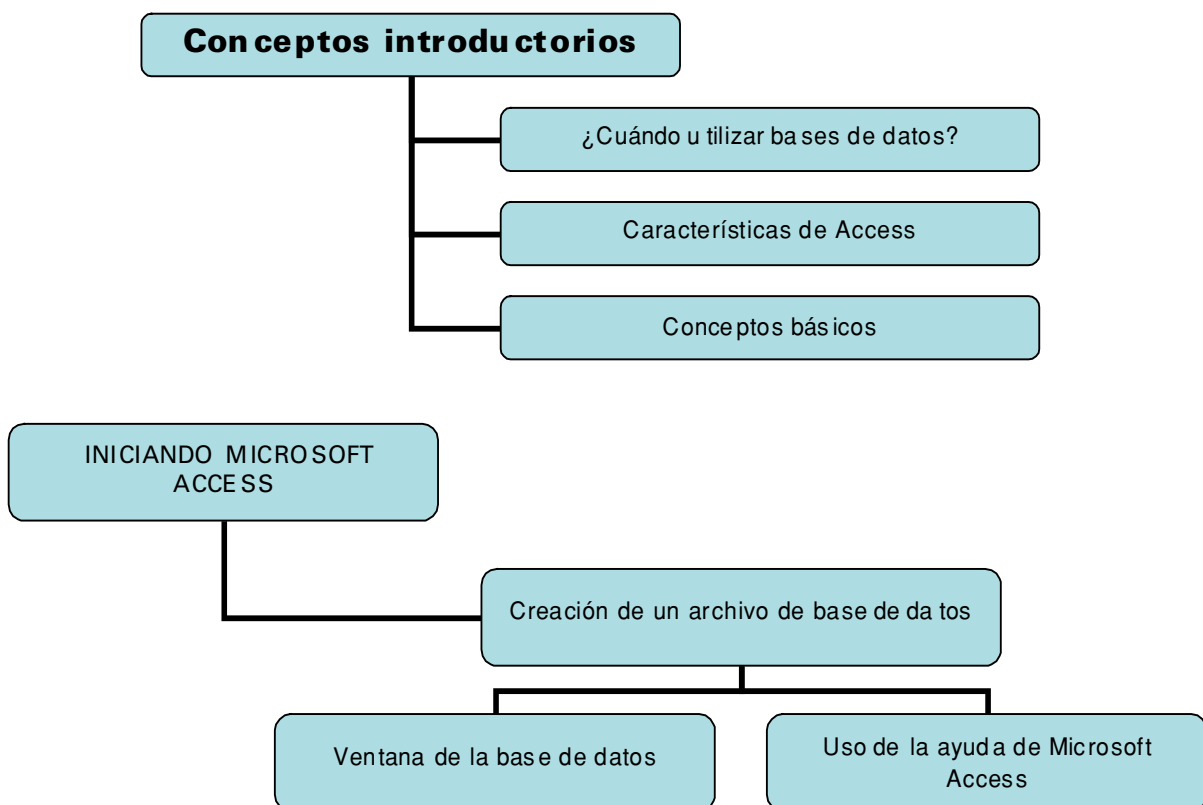 Conceptos introductorios
¿Cuándo utilizar bases de datos?
Características de Access
Conceptos básicos
INICIANDO MICROSOFT
ACCESS
Creación de un archivo de base de datos
Ventana de la base de datos
Uso de la ayuda de Microsoft
Access